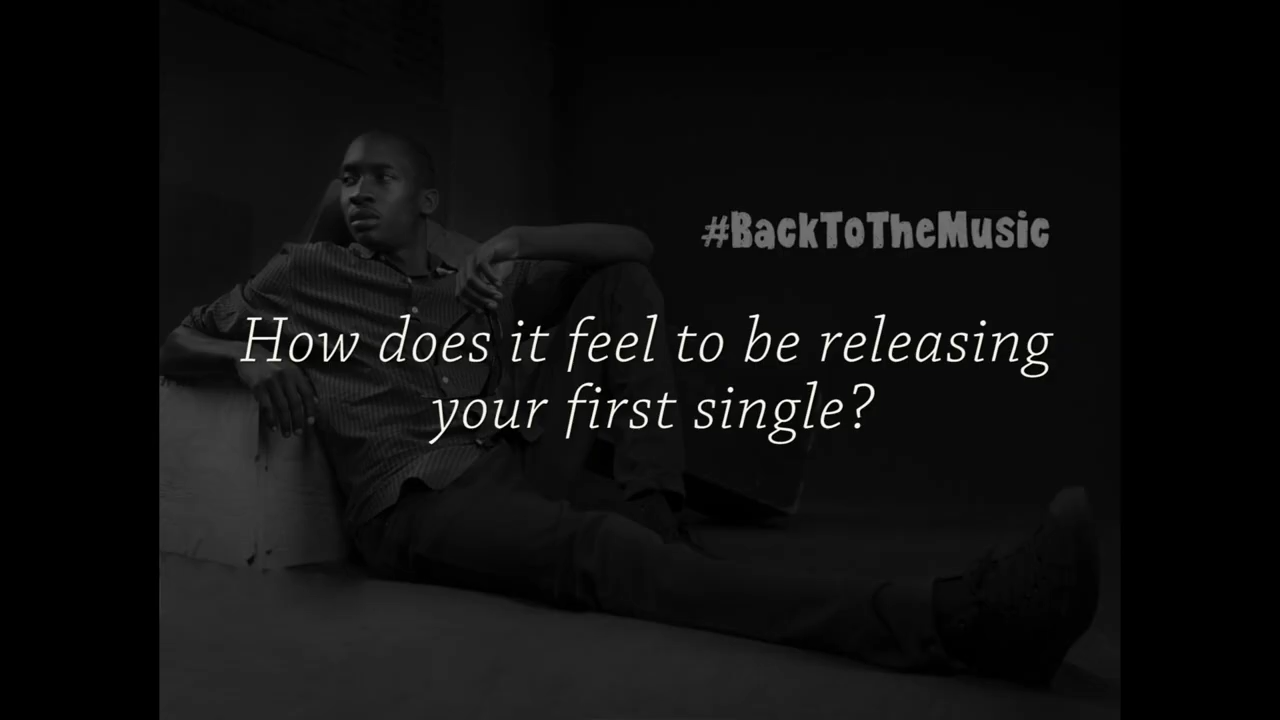 #BackToTheMusic
How does it feel to be releasing
your first single?